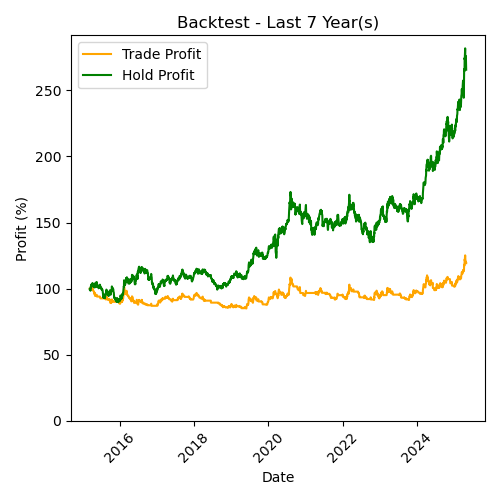 Backtest - Last 7 Year(s)
Trade Profit
Hold Profit
Profit (%)
250
200
150
100
50
0
2016
2018
2020
2022
2024
Date